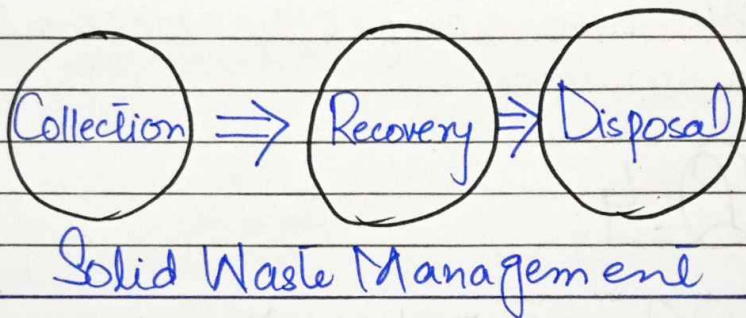 Collection ⇒ Recovery ⇒ Disposal
Solid Waste Management